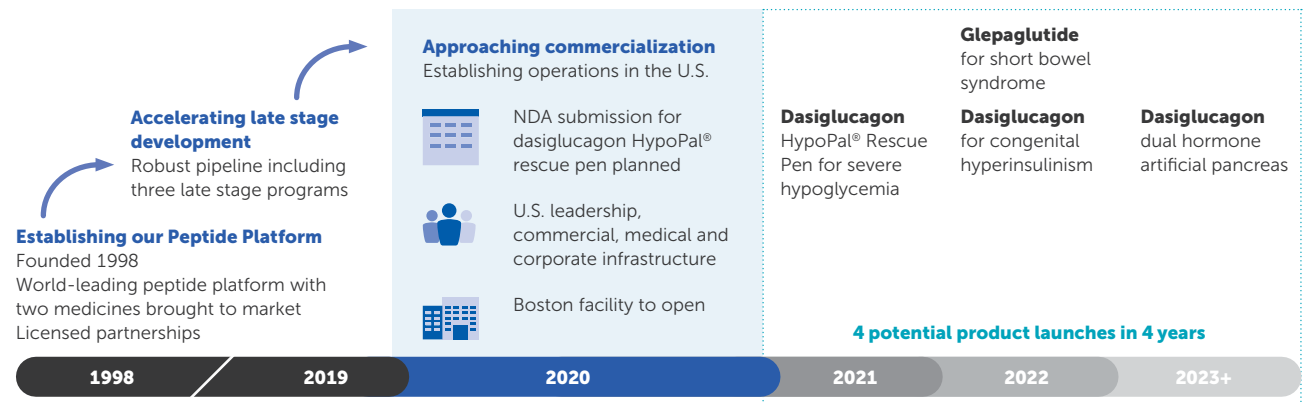 Establishing our Peptide Platform
Founded 1998
World-leading peptide platform with
two medicines brought to market
Licensed partnerships
Accelerating late stage
development
Robust pipeline including
three late stage programs
Approaching commercialization
Establishing operations in the U.S.
NDA submission for
dasiglucagon HypoPal®
rescue pen planned
U.S. leadership,
commercial, medical and
corporate infrastructure
Boston facility to open
Dasiglucagon
HypoPal® Rescue
Pen for severe
hypoglycemia
Glepaglutide
for short bowel
syndrome
Dasiglucagon
for congenital
hyperinsulinism
Dasiglucagon
dual hormone
artificial pancreas
4 potential product launches in 4 years
1998
2019
2020
2021
2022
2023+